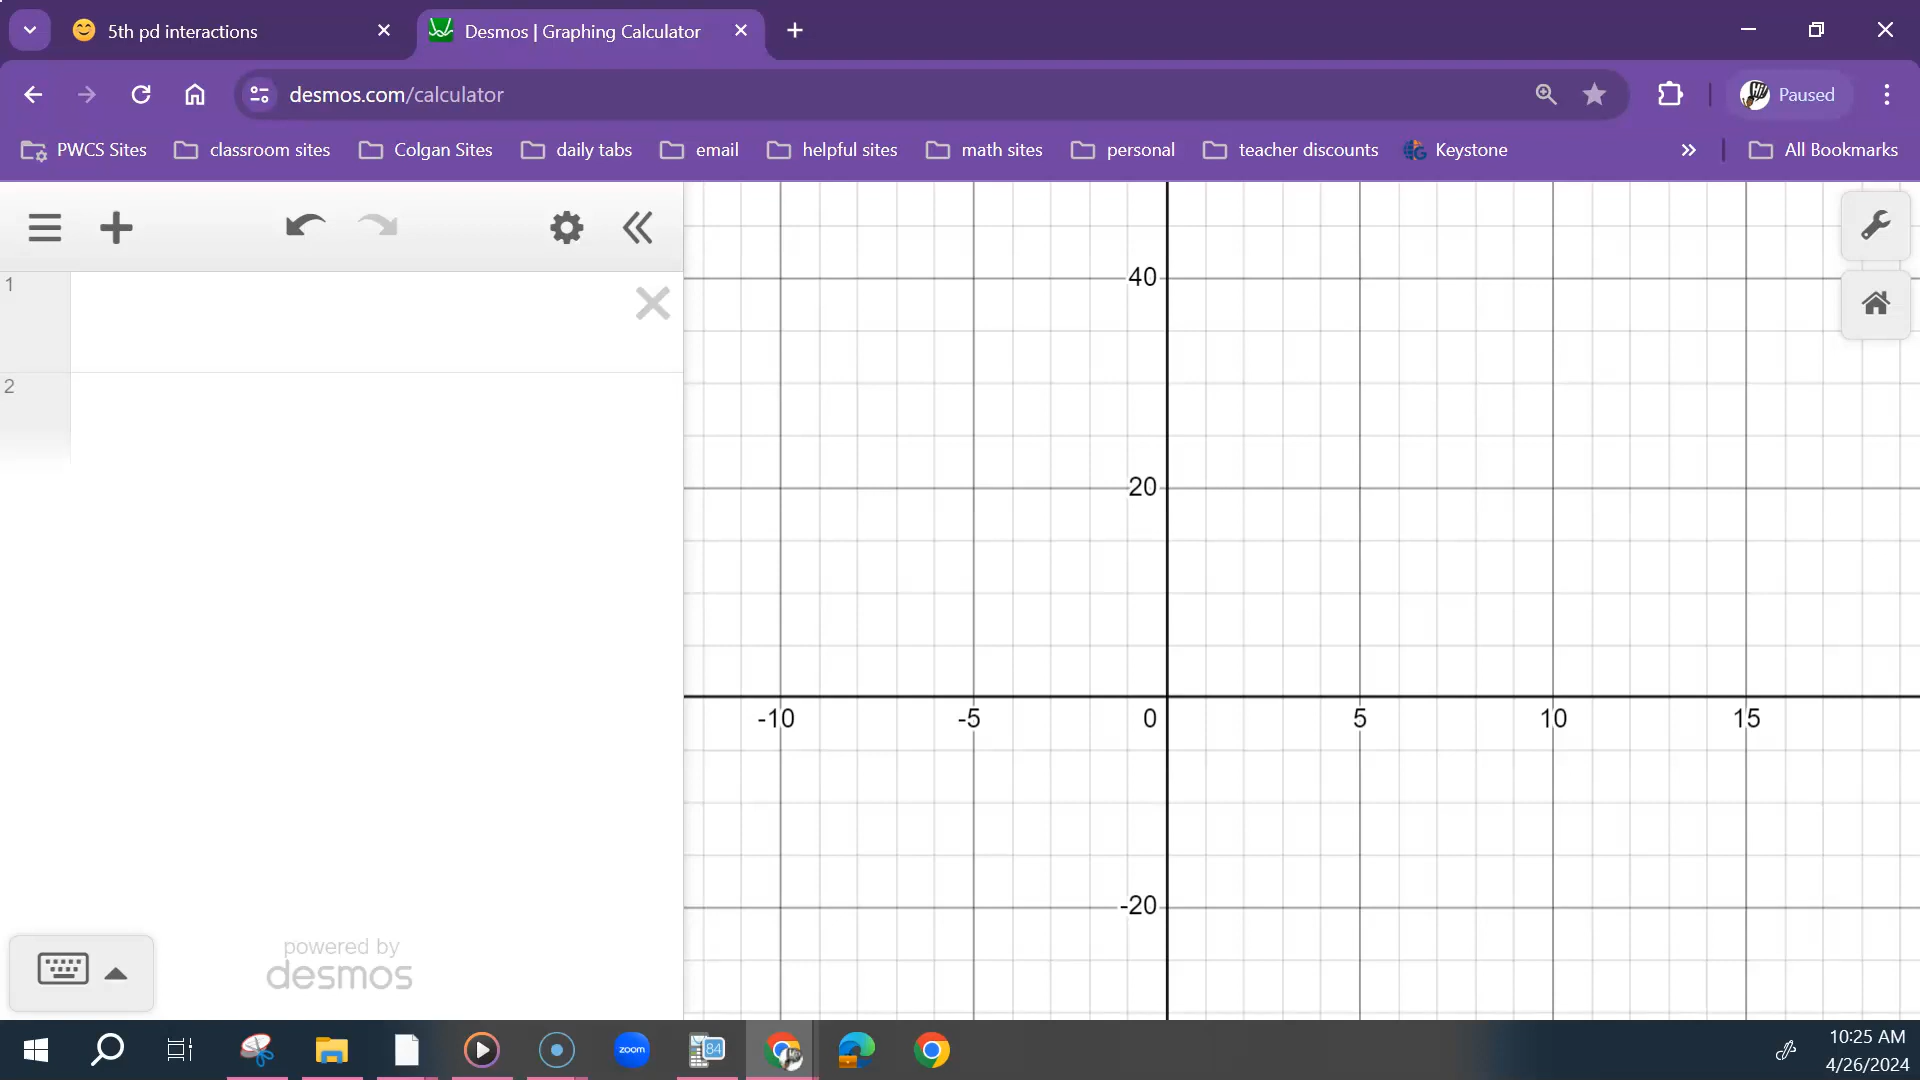 5th pd interactions
Desmos | Graphing Calculator
desmos.com/calculator
Paused
PWCS Sites
classroom sites
Colgan Sites
daily tabs
email
helpful sites
math sites
personal
teacher discounts
Keystone
All Bookmarks
1
2
40
20
-10
-5
0
5
10
15
-20
powered by
desmos
zoom
84
10:25 AM
4/26/2024